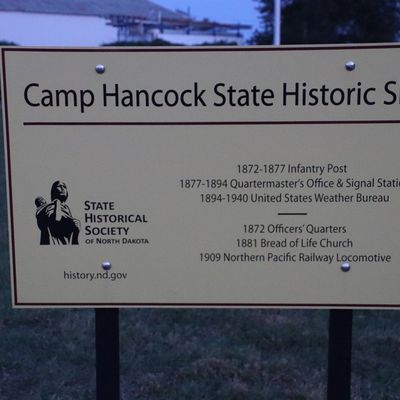 Camp Hancock State Historic
1872-1877 Infantry Post
1877-1894 Quartermaster's Office & Signal
1894-1940 United States Weather Bureau
1872 Officers' Quarters
1881 Bread of Life Church
1909 Northern Pacific Railway Locomotive
STATE
HISTORICAL
SOCIETY
OF NORTH DAKOTA
history.nd.gov